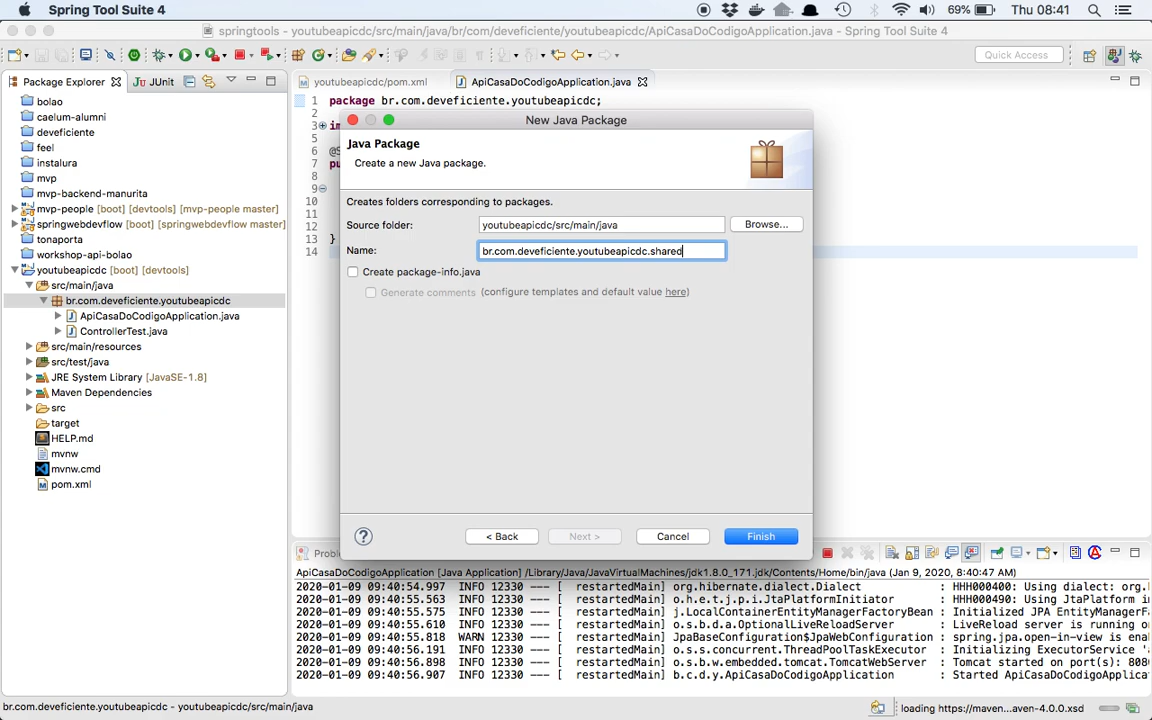 Spring Tool Suite 4
69%
Thu 08:41
springtools - youtubeapicdc/src/main/java/br/com/deveficiente/youtubeapicdc/ApiCasaDoCodigoApplication.java - Spring Tool Suite 4
Quick Access
Package Explorer
JUnit
youtubeapicdc/pom.xml
ApiCasaDoCodigoApplication.java
bolao
caelum-alumni
deveficiente
feel
instalura
mvp
mvp-backend-manurita
mvp-people [boot] [devtools] [mvp-people master]
springwebdevflow [boot] [springwebdevflow master]
tonaporta
workshop-api-bolao
youtubeapicdc [boot] [devtools]
src/main/java
br.com.deveficiente.youtubeapicdc
ApiCasaDoCodigoApplication.java
ControllerTest.java
src/main/resources
src/test/java
JRE System Library [JavaSE-1.8]
Maven Dependencies
src
target
HELP.md
mvnw
mvnw.cmd
pom.xml
1 package br.com.deveficiente.youtubeapicdc;
2
3
5
6
7
8
9
10
11
12
13 }
14
New Java Package
Java Package
Create a new Java package.
Creates folders corresponding to packages.
Source folder: youtubeapicdc/src/main/java Browse...
Name: br.com.deveficiente.youtubeapicdc.shared
Create package-info.java
Generate comments (configure templates and default value here)
? < Back Next > Cancel Finish
ApiCasaDoCodigoApplication [Java Application] /Library/Java/JavaVirtualMachines/jdk1.8.0_171.jdk/Contents/Home/bin/java (Jan 9, 2020, 8:40:47 AM)
2020-01-09 09:40:54.997 INFO 12330 --- [ restartedMain] org.hibernate.dialect.Dialect : HHH000400: Using dialect: org.
2020-01-09 09:40:55.563 INFO 12330 --- [ restartedMain] o.h.e.t.j.p.i.JtaPlatformInitiator : HHH000490: Using JtaPlatform i
2020-01-09 09:40:55.575 INFO 12330 --- [ restartedMain] j.LocalContainerEntityManagerFactoryBean : Initialized JPA EntityManagerF
2020-01-09 09:40:55.610 INFO 12330 --- [ restartedMain] o.s.b.d.a.OptionalLiveReloadServer : LiveReload server is running o
2020-01-09 09:40:55.818 WARN 12330 --- [ restartedMain] JpaBaseConfiguration$JpaWebConfiguration : spring.jpa.open-in-view is ena
2020-01-09 09:40:56.191 INFO 12330 --- [ restartedMain] o.s.s.concurrent.ThreadPoolTaskExecutor : Initializing ExecutorService 'a
2020-01-09 09:40:56.898 INFO 12330 --- [ restartedMain] o.s.b.w.embedded.tomcat.TomcatWebServer : Tomcat started on port(s): 808
2020-01-09 09:40:56.907 INFO 12330 --- [ restartedMain] b.c.d.y.ApiCasaDoCodigoApplication : Started ApiCasaDoCodigoApplicat
br.com.deveficiente.youtubeapicdc - youtubeapicdc/src/main/java
loading https://maven...aven-4.0.0.xsd